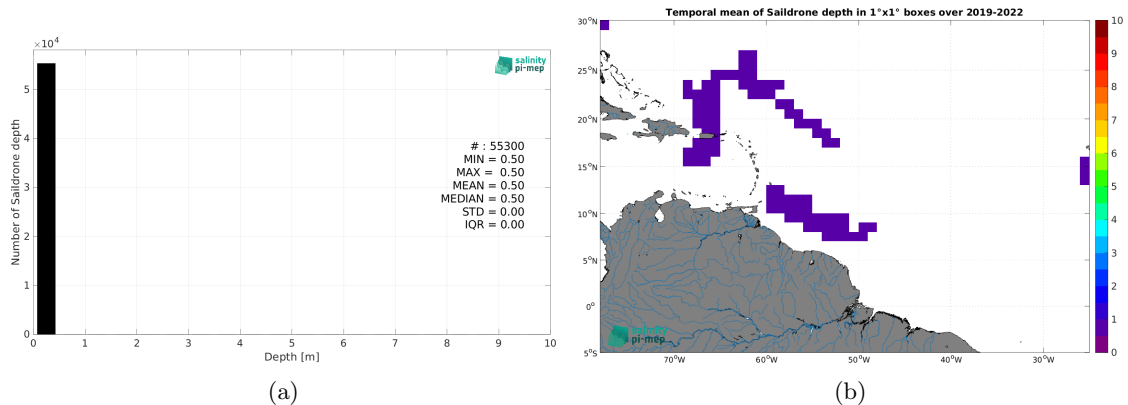 ×10⁴
5
4
3
2
1
0
Number of Saildrone depth
0 1 2 3 4 5 6 7 8 9 10
Depth [m]
salinity
pi-mep
# : 55300
MIN = 0.50
MAX = 0.50
MEAN = 0.50
MEDIAN = 0.50
STD = 0.00
IQR = 0.00
(a)
Temporal mean of Saildrone depth in 1°x1° boxes over 2019-2022
30°N
25°N
20°N
15°N
10°N
5°N
0°
5°S
70°W 60°W 50°W 40°W 30°W
salinity
pi-mep
10
9
8
7
6
5
4
3
2
1
0
(b)